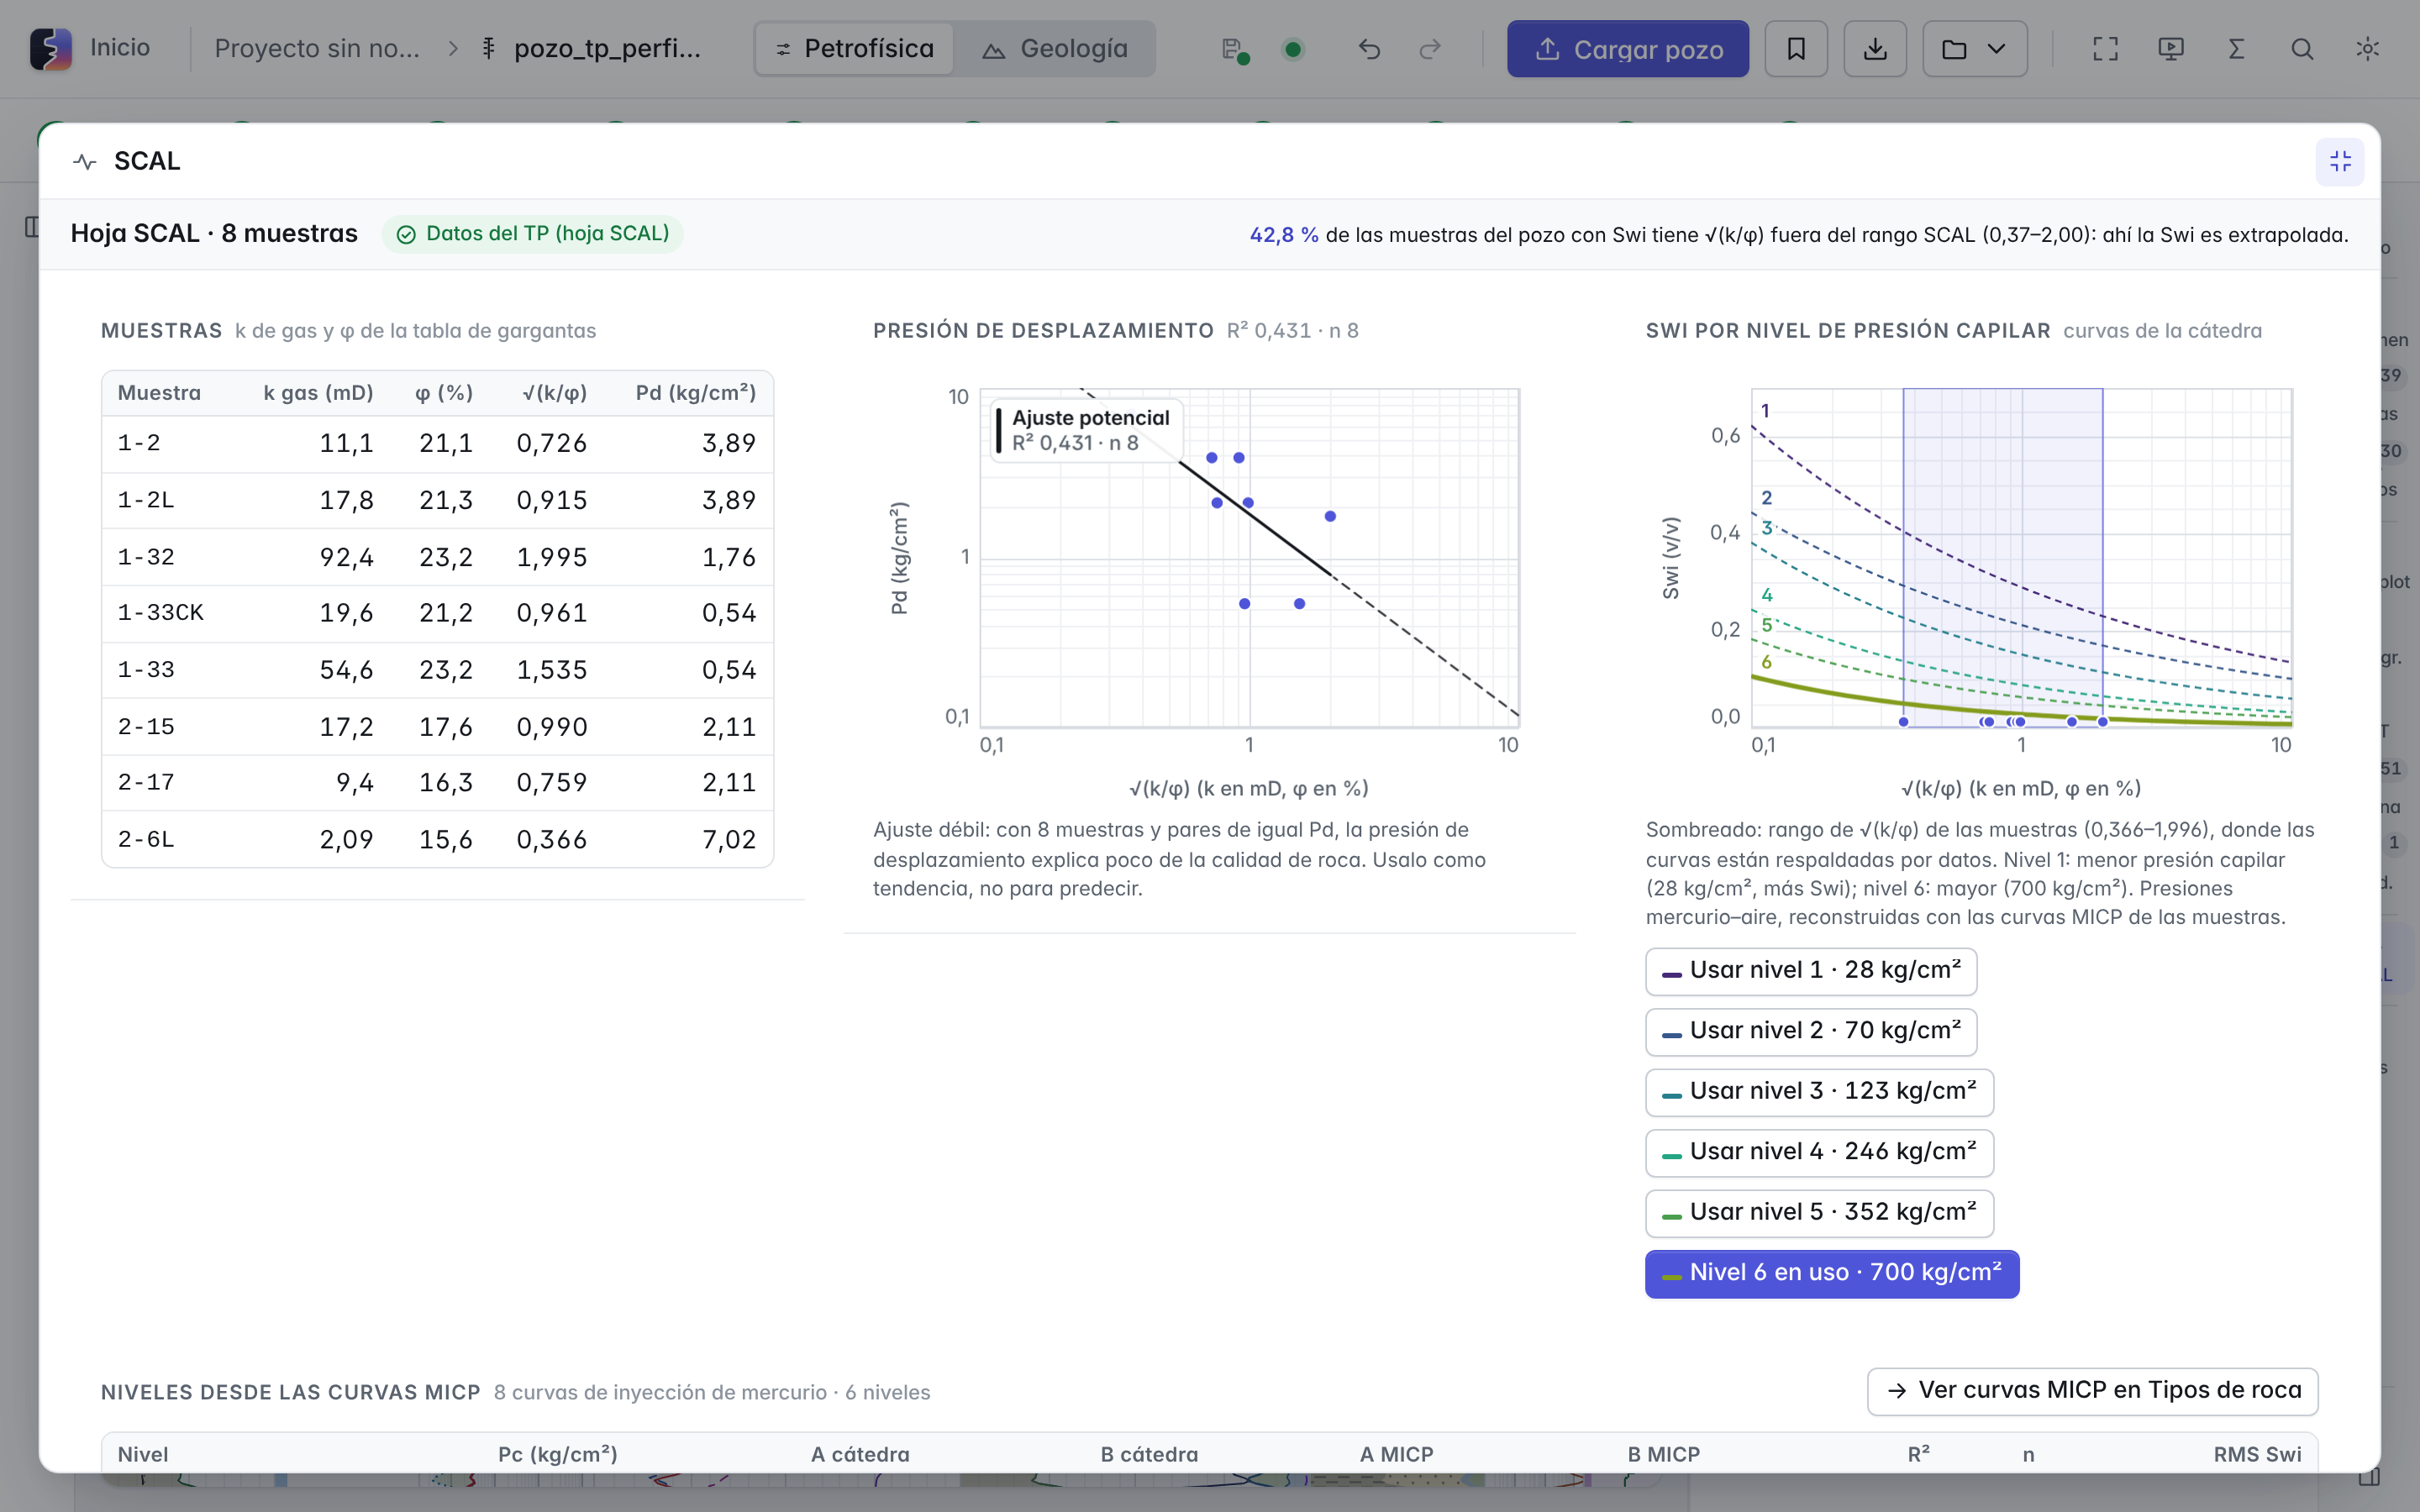 Inicio
Proyecto sin no...
pozo_tp_perfi...
Petrofísica
Geología
Cargar pozo
SCAL
Hoja SCAL · 8 muestras
Datos del TP (hoja SCAL)
42,8 % de las muestras del pozo con Swi tiene √(k/φ) fuera del rango SCAL (0,37–2,00): ahí la Swi es extrapolada.
MUESTRAS k de gas y φ de la tabla de gargantas
Muestra k gas (mD) φ (%) √(k/φ) Pd (kg/cm²)
1-2 11,1 21,1 0,726 3,89
1-2L 17,8 21,3 0,915 3,89
1-32 92,4 23,2 1,995 1,76
1-33CK 19,6 21,2 0,961 0,54
1-33 54,6 23,2 1,535 0,54
2-15 17,2 17,6 0,990 2,11
2-17 9,4 16,3 0,759 2,11
2-6L 2,09 15,6 0,366 7,02
PRESIÓN DE DESPLAZAMIENTO R² 0,431 · n 8
Ajuste potencial
R² 0,431 · n 8
Pd (kg/cm²)
10
1
0,1
0,1 1 10
√(k/φ) (k en mD, φ en %)
Ajuste débil: con 8 muestras y pares de igual Pd, la presión de
desplazamiento explica poco de la calidad de roca. Usalo como
tendencia, no para predecir.
SWI POR NIVEL DE PRESIÓN CAPILAR curvas de la cátedra
Swi (v/v)
0,6
0,4
0,2
0,0
1
2
3
4
5
6
0,1 1 10
√(k/φ) (k en mD, φ en %)
Sombreado: rango de √(k/φ) de las muestras (0,366–1,996), donde las
curvas están respaldadas por datos. Nivel 1: menor presión capilar
(28 kg/cm², más Swi); nivel 6: mayor (700 kg/cm²). Presiones
mercurio–aire, reconstruidas con las curvas MICP de las muestras.
Usar nivel 1 · 28 kg/cm²
Usar nivel 2 · 70 kg/cm²
Usar nivel 3 · 123 kg/cm²
Usar nivel 4 · 246 kg/cm²
Usar nivel 5 · 352 kg/cm²
Nivel 6 en uso · 700 kg/cm²
NIVELES DESDE LAS CURVAS MICP 8 curvas de inyección de mercurio · 6 niveles
Ver curvas MICP en Tipos de roca
Nivel Pc (kg/cm²) A cátedra B cátedra A MICP B MICP R² n RMS Swi